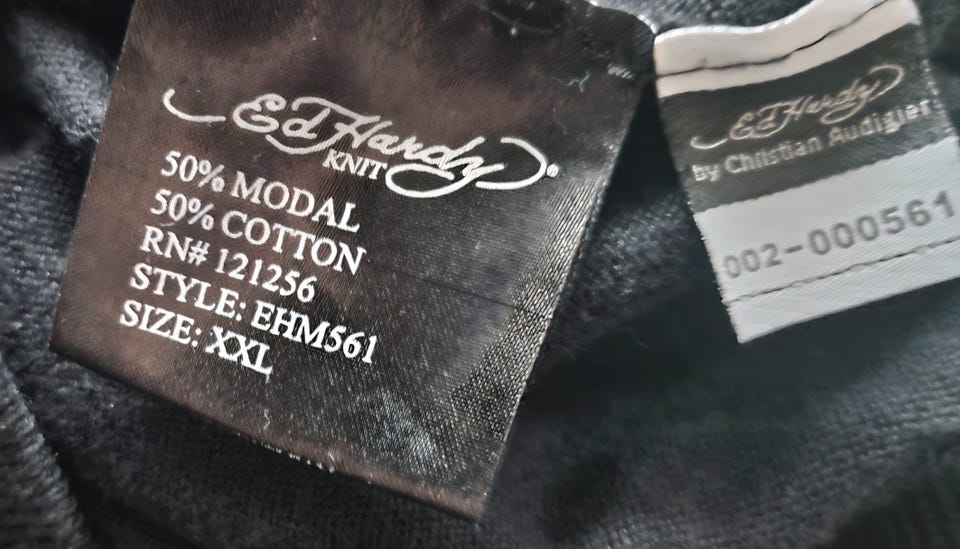 Ed Hardy®
KNIT
50% MODAL
50% COTTON
RN# 121256
STYLE: EHM561
SIZE: XXL
Ed Hardy
by Christian Audigier
002-000561